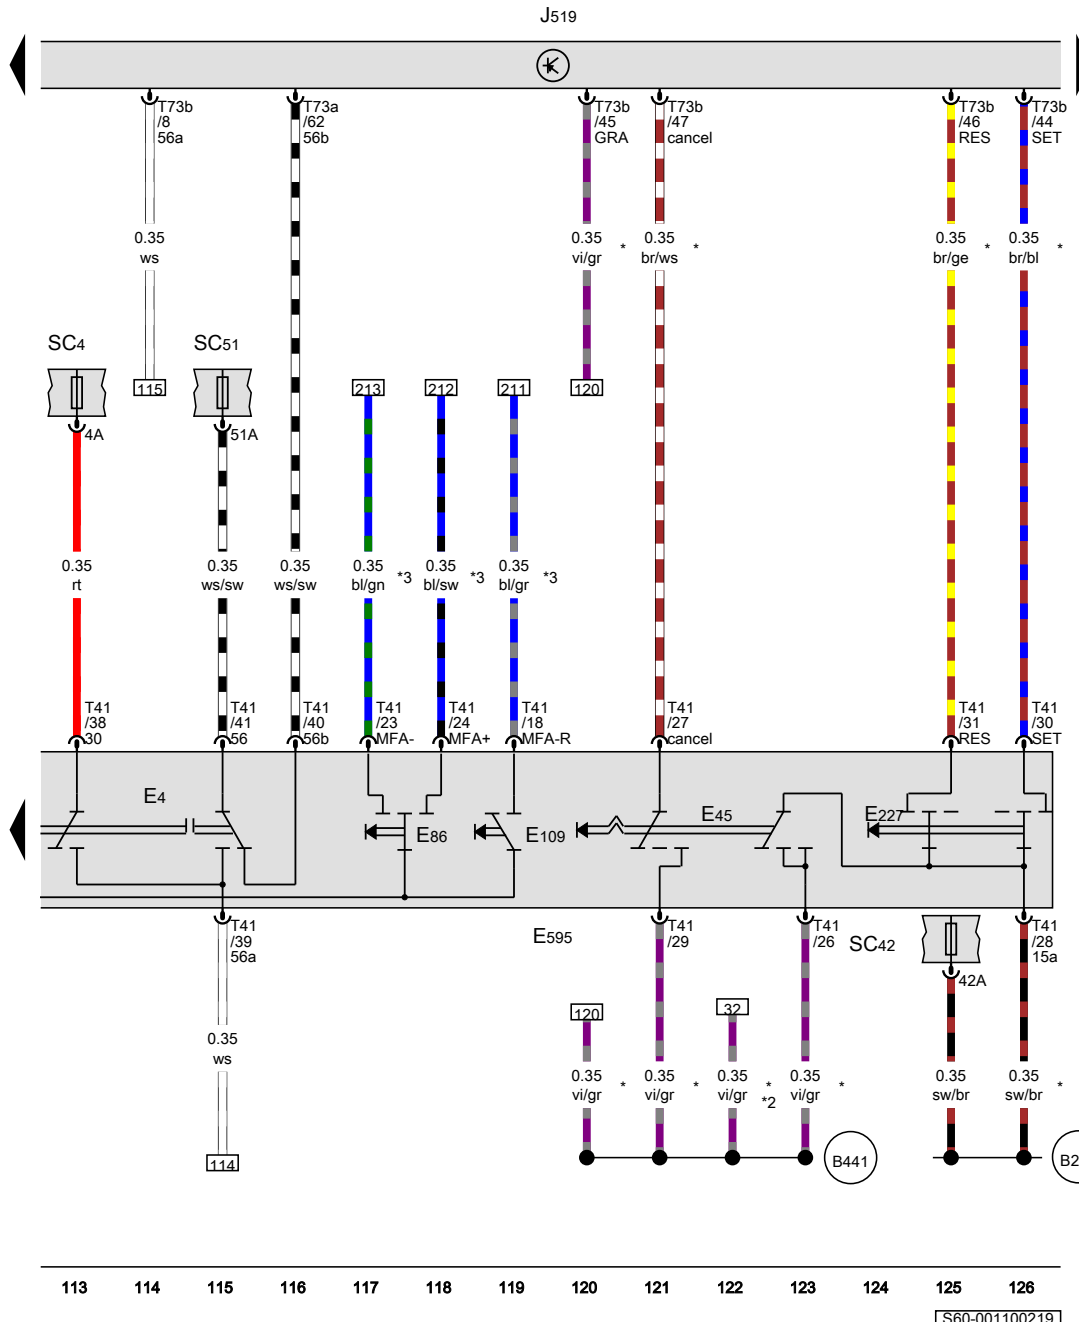 J519
T73b
/8
56a
T73a
/62
56b
T73b
/45
GRA
T73b
/47
cancel
T73b
/46
RES
T73b
/44
SET
0.35
ws
0.35
vi/gr
*
0.35
br/ws
*
0.35
br/ge
*
0.35
br/bl
*
SC4
SC51
115
213
212
211
120
4A
51A
0.35
rt
0.35
ws/sw
0.35
ws/sw
0.35
bl/gn
*3
0.35
bl/sw
*3
0.35
bl/gr
*3
T41
/38
30
T41
/41
56
T41
/40
56b
T41
/23
MFA-
T41
/24
MFA+
T41
/18
MFA-R
T41
/27
cancel
T41
/31
RES
T41
/30
SET
E4
E86
E109
E45
E227
T41
/39
56a
E595
T41
/29
T41
/26
SC42
T41
/28
15a
42A
120
32
0.35
ws
0.35
vi/gr
*
0.35
vi/gr
*
0.35
vi/gr
*
*2
0.35
vi/gr
*
0.35
sw/br
0.35
sw/br
*
114
B441
B2
113 114 115 116 117 118 119 120 121 122 123 124 125 126
S60-001100219